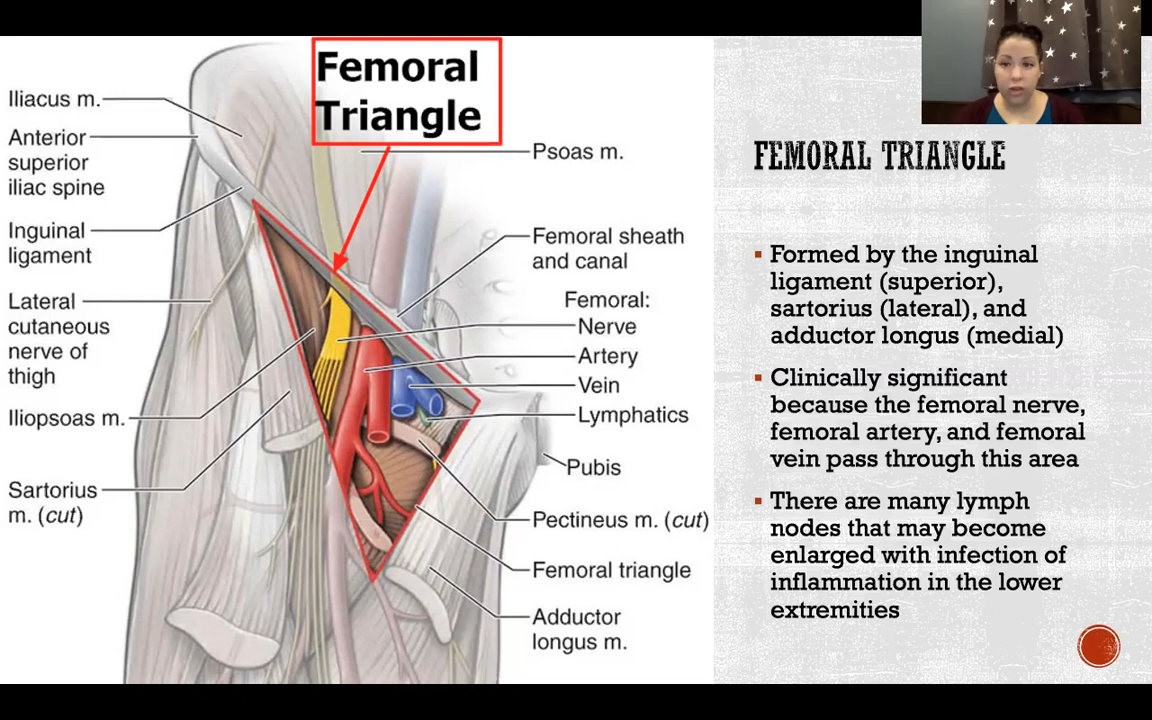 Femoral
Triangle
Iliacus m.
Anterior
superior
iliac spine
Inguinal
ligament
Lateral
cutaneous
nerve of
thigh
Iliopsoas m.
Sartorius
m. (cut)
Psoas m.
Femoral sheath
and canal
Femoral:
Nerve
Artery
Vein
Lymphatics
Pubis
Pectineus m. (cut)
Femoral triangle
Adductor
longus m.
FEMORAL TRIANGLE
▪ Formed by the inguinal
ligament (superior),
sartorius (lateral), and
adductor longus (medial)
▪ Clinically significant
because the femoral nerve,
femoral artery, and femoral
vein pass through this area
▪ There are many lymph
nodes that may become
enlarged with infection of
inflammation in the lower
extremities